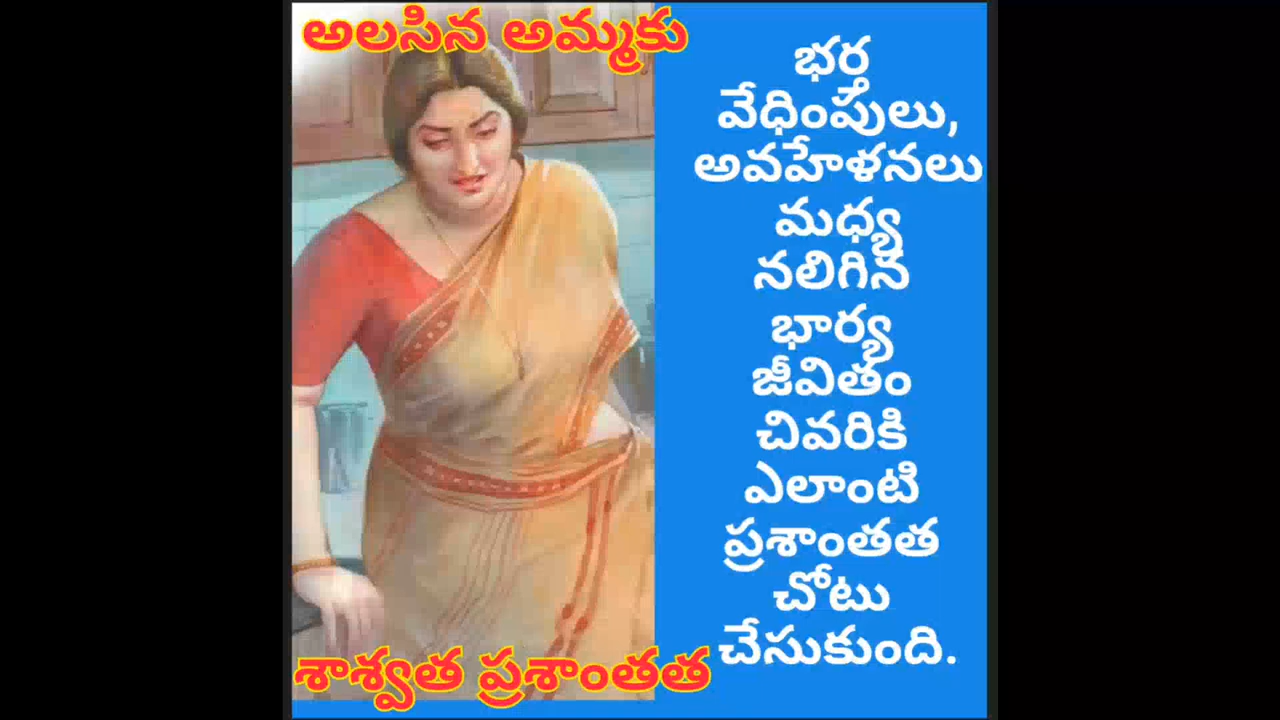 అలసిన అమ్మకు
భర్త
వేధింపులు,
అవహేళనలు
మధ్య
నలిగిన
భార్య
జీవితం
చివరికి
ఎలాంటి
ప్రశాంతత
చోటు
చేసుకుంది.
శాశ్వత ప్రశాంతత